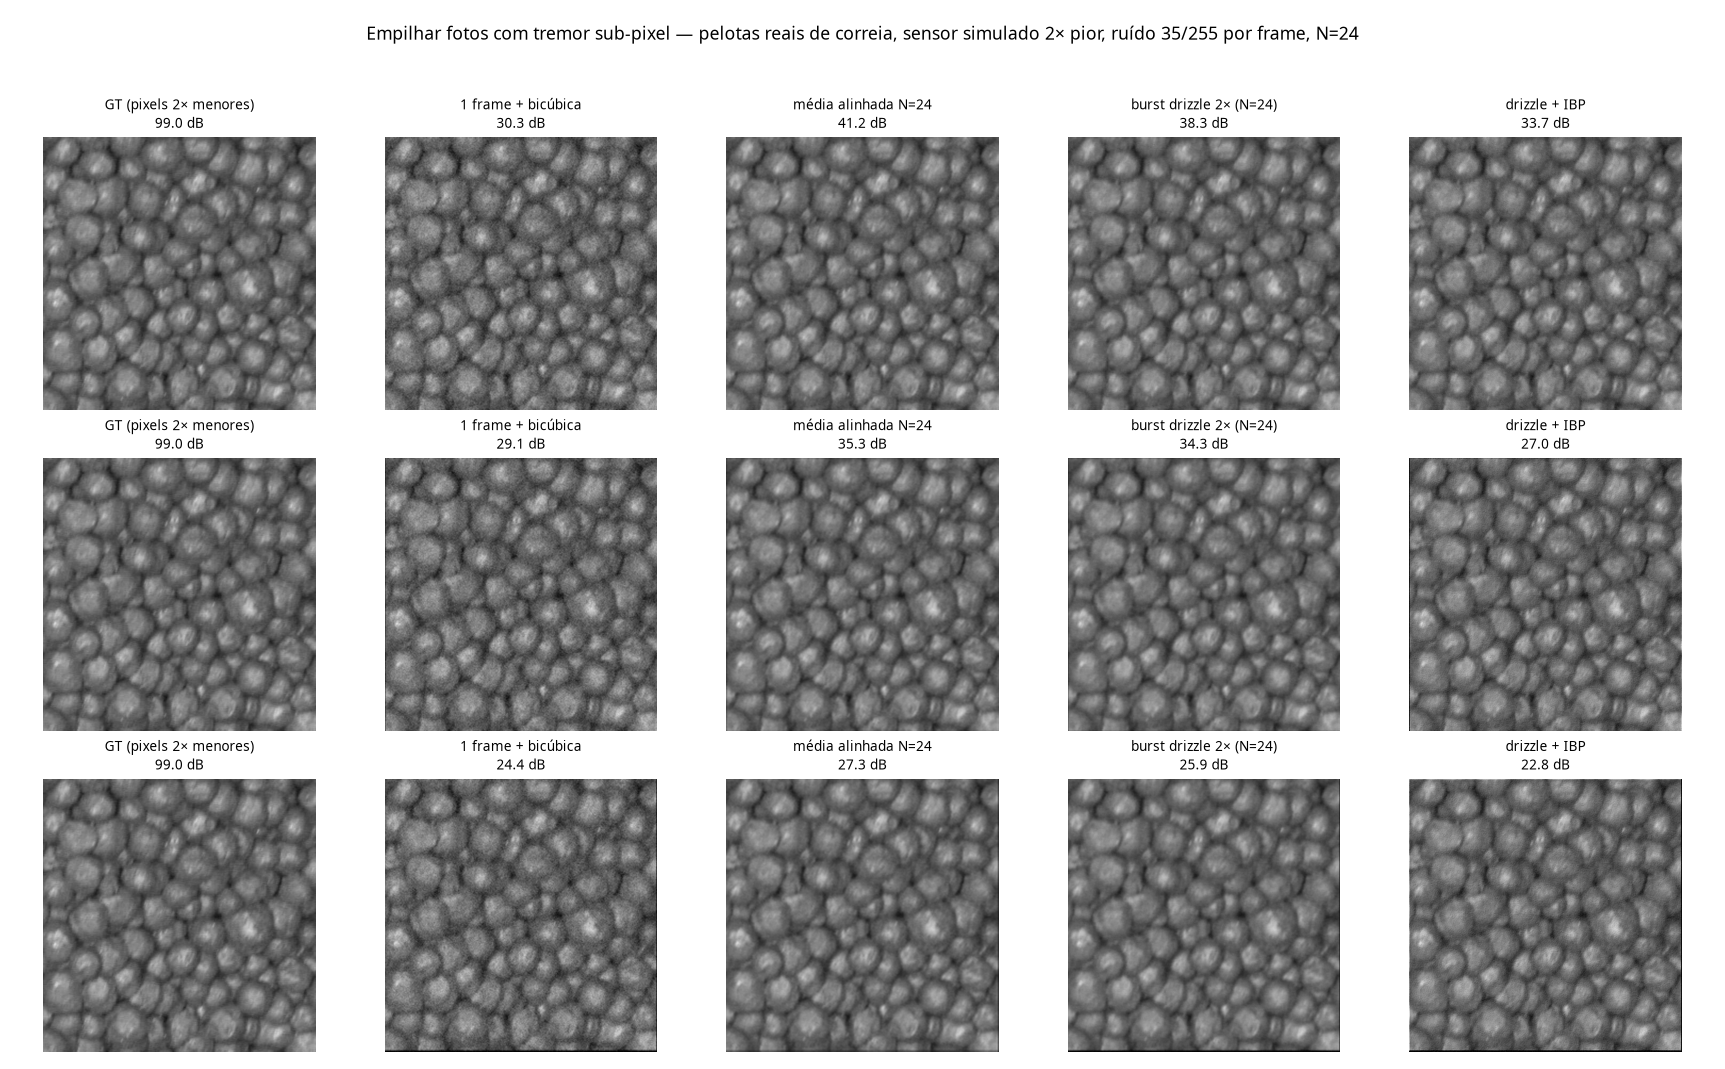 Empilhar fotos com tremor sub-pixel — pelotas reais de correia, sensor simulado 2× pior, ruído 35/255 por frame, N=24
GT (pixels 2× menores)
99.0 dB
1 frame + bicúbica
30.3 dB
média alinhada N=24
41.2 dB
burst drizzle 2× (N=24)
38.3 dB
drizzle + IBP
33.7 dB
GT (pixels 2× menores)
99.0 dB
1 frame + bicúbica
29.1 dB
média alinhada N=24
35.3 dB
burst drizzle 2× (N=24)
34.3 dB
drizzle + IBP
27.0 dB
GT (pixels 2× menores)
99.0 dB
1 frame + bicúbica
24.4 dB
média alinhada N=24
27.3 dB
burst drizzle 2× (N=24)
25.9 dB
drizzle + IBP
22.8 dB